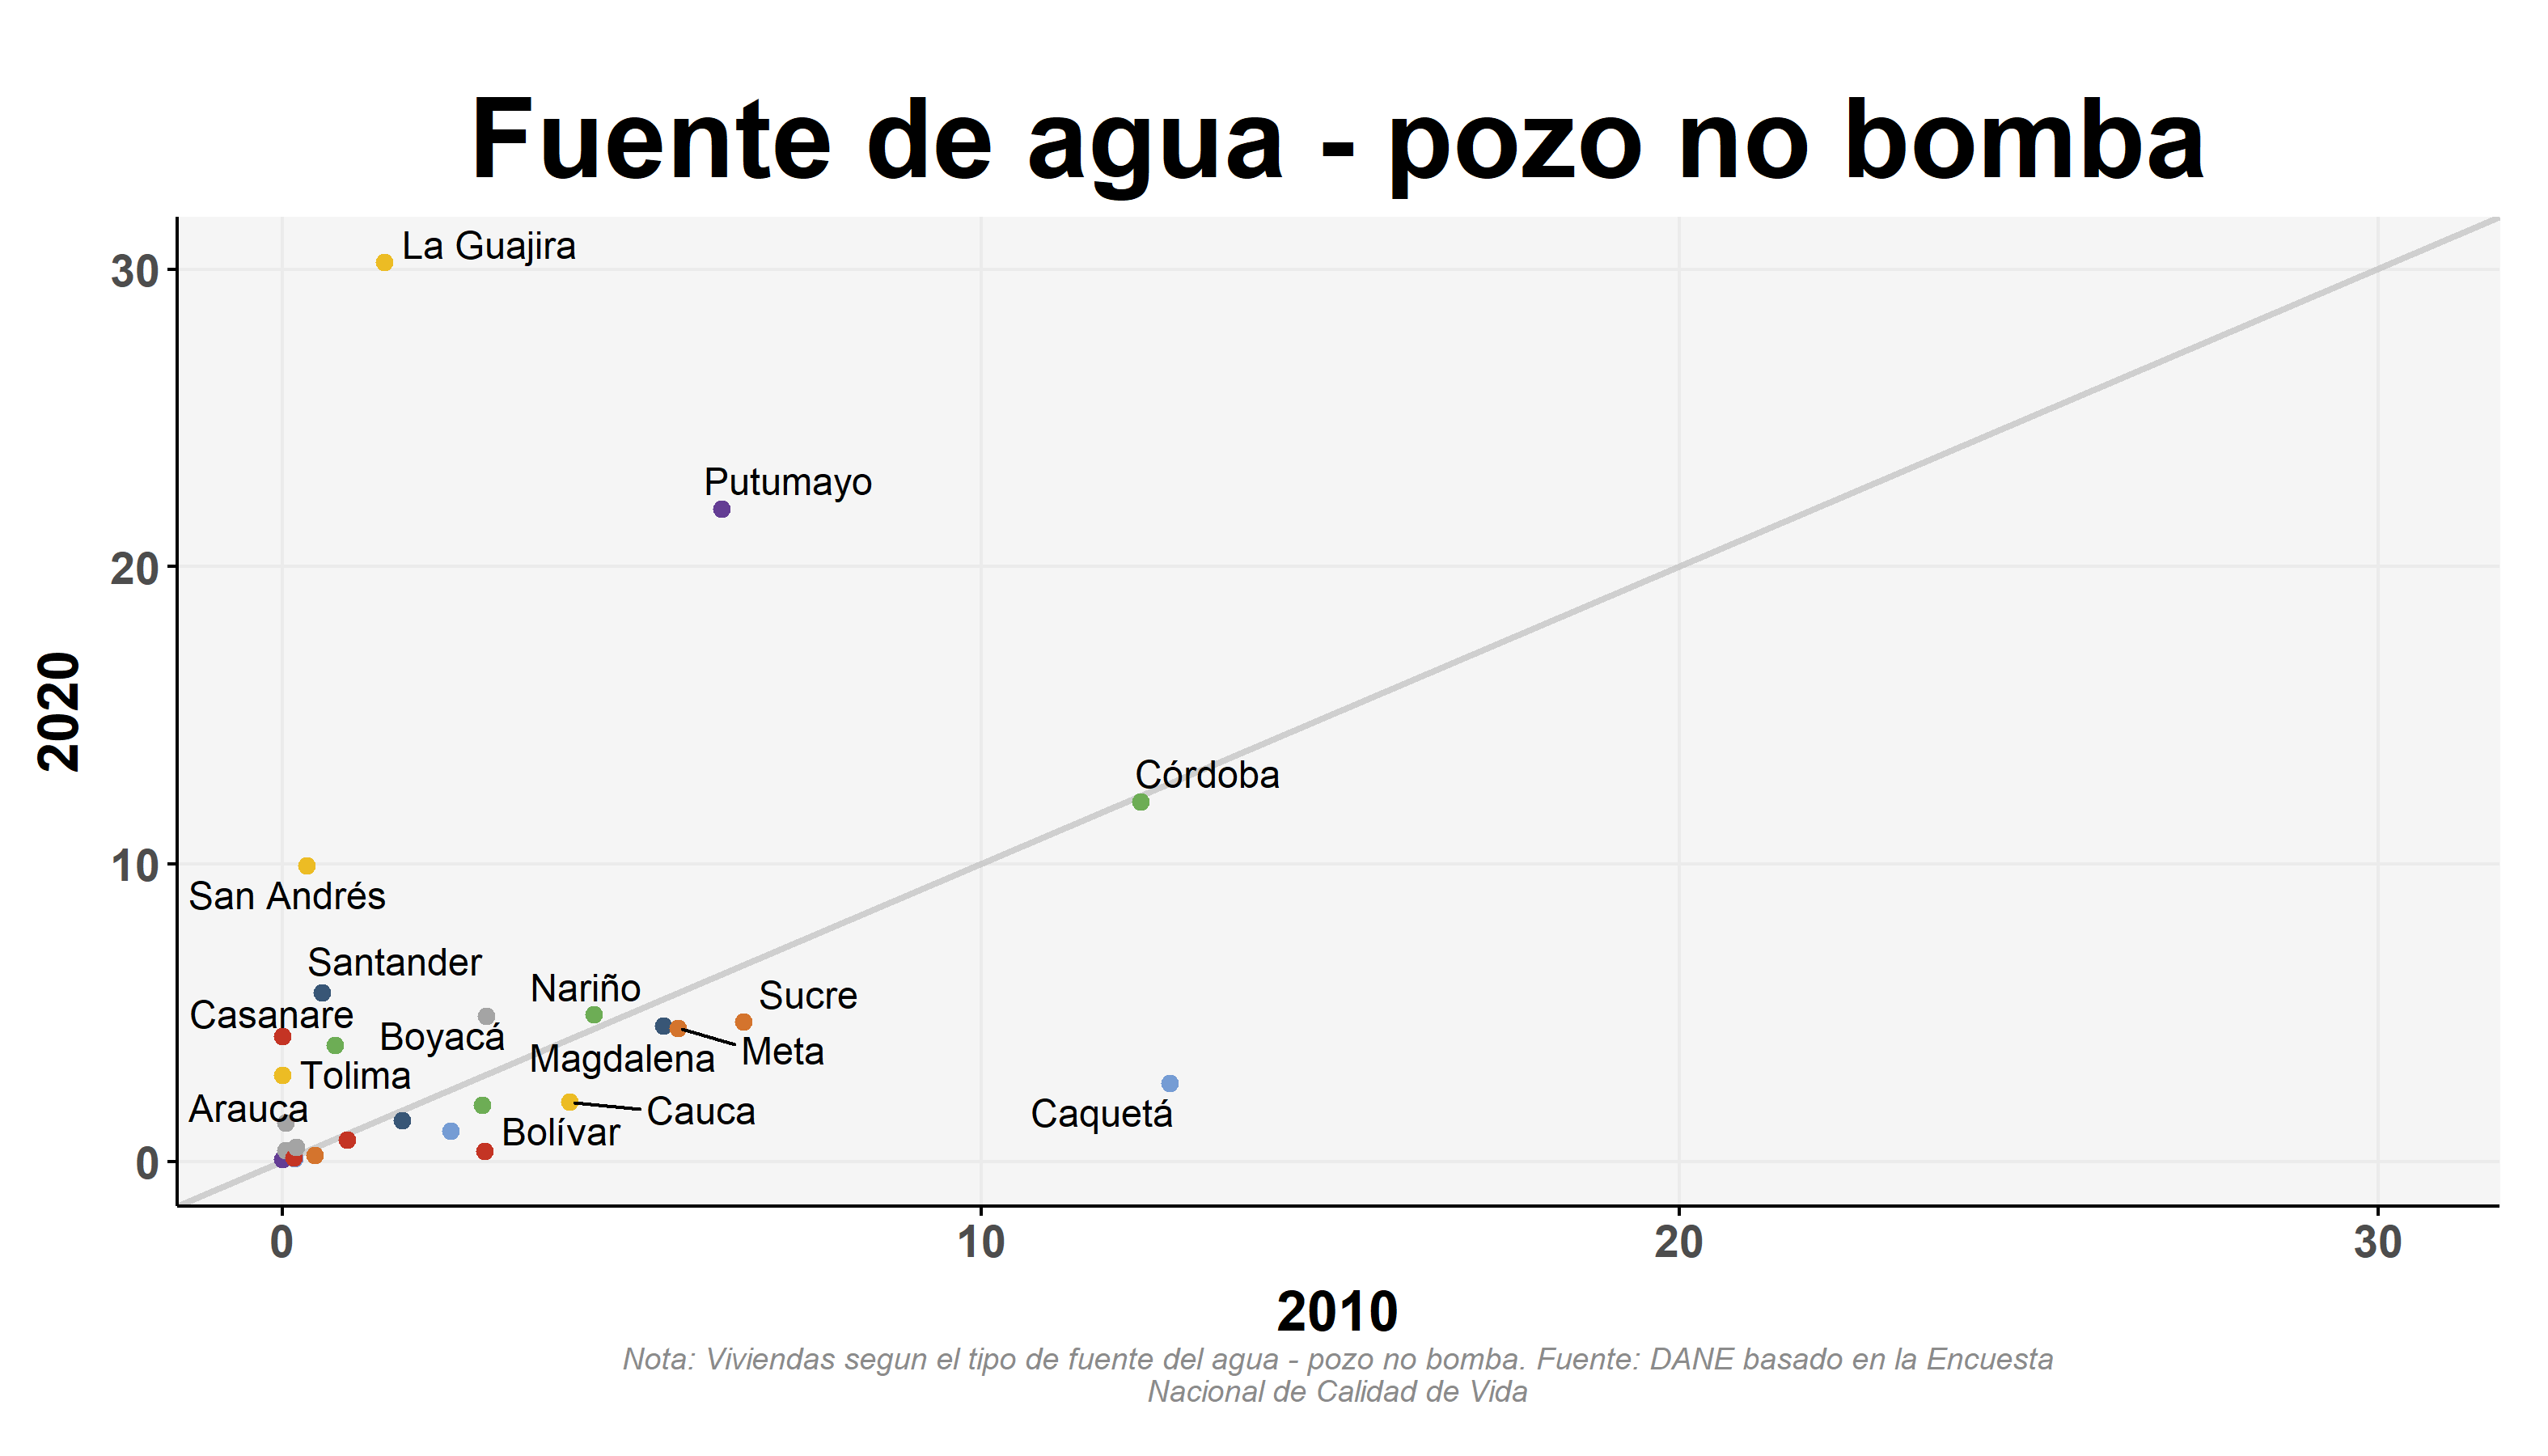 Fuente de agua - pozo no bomba
La Guajira
30
Putumayo
20
2020
Córdoba
10
San Andrés
Santander
Nariño
Sucre
Casanare
Boyacá
Meta
Magdalena
Tolima
Arauca
Cauca
Caquetá
Bolívar
0
0 10 20 30
2010
Nota: Viviendas segun el tipo de fuente del agua - pozo no bomba. Fuente: DANE basado en la Encuesta
Nacional de Calidad de Vida